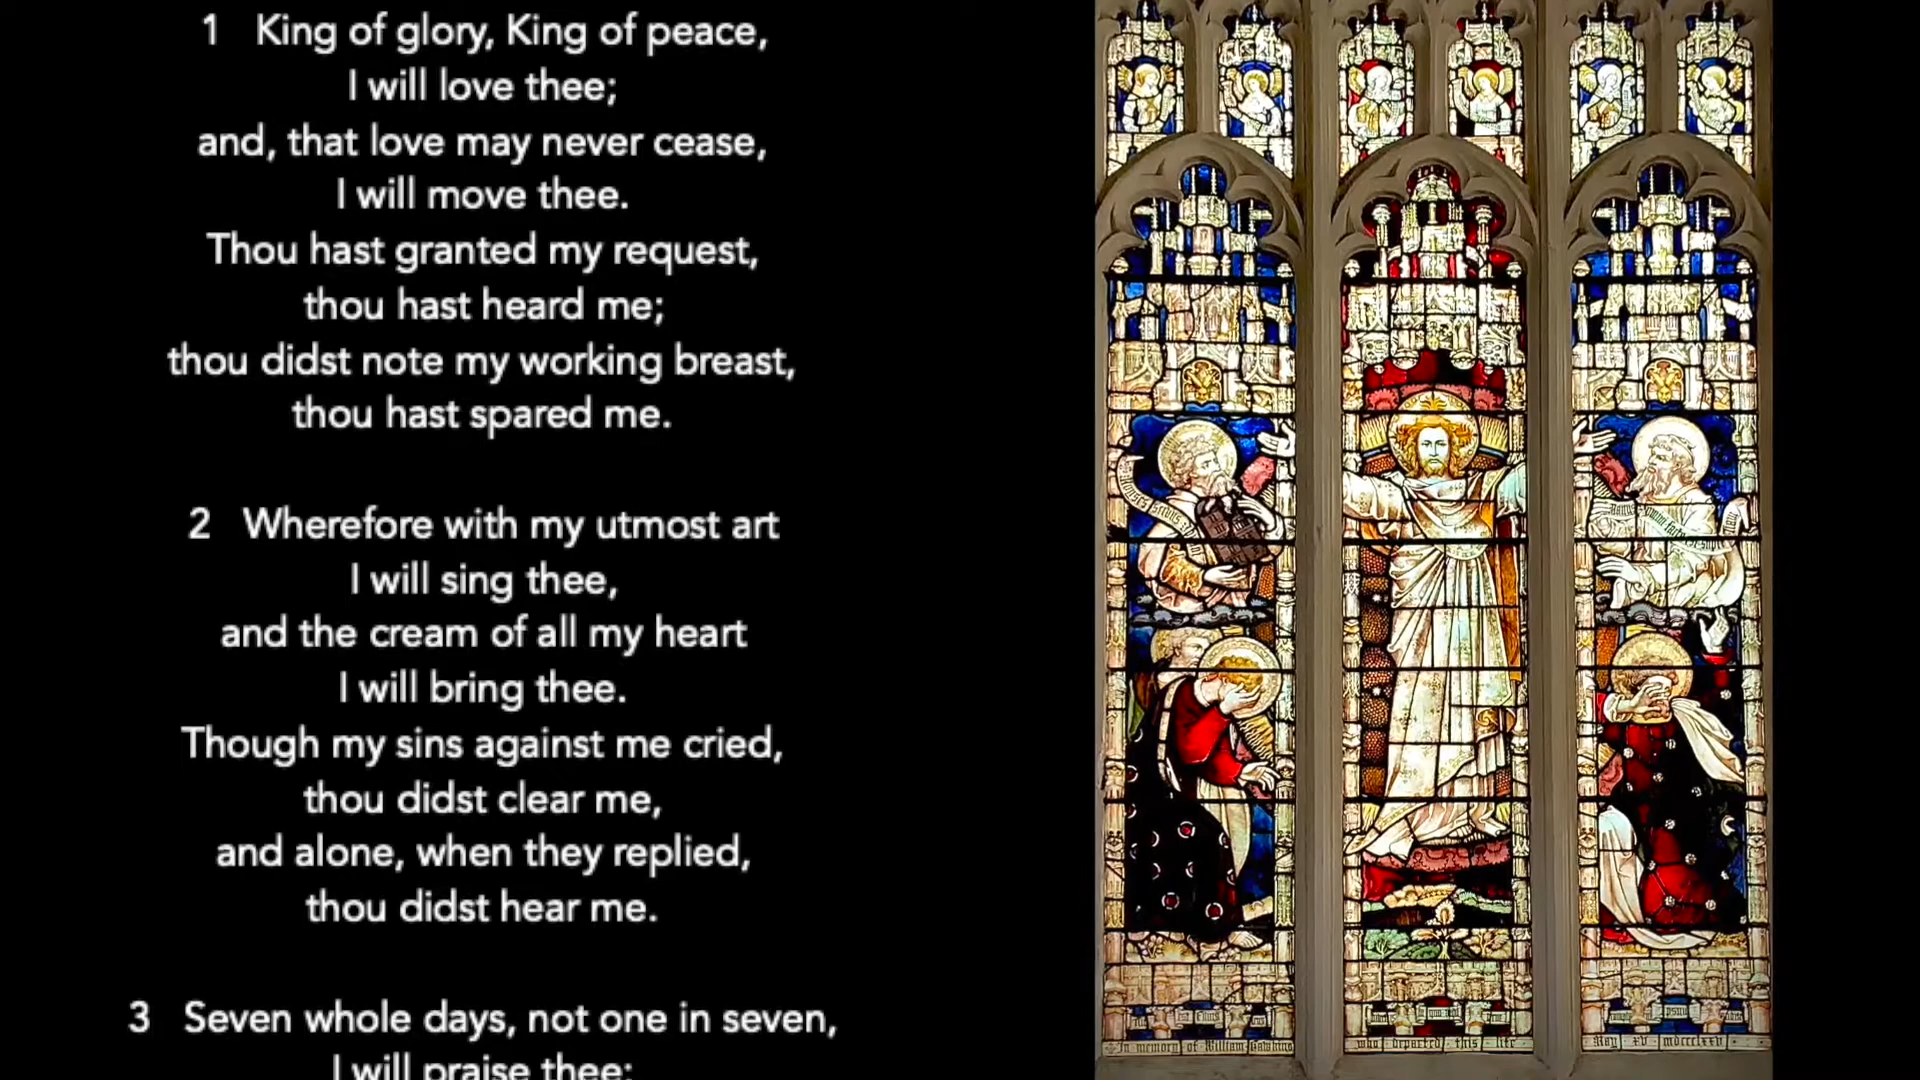 1 King of glory, King of peace,
I will love thee;
and, that love may never cease,
I will move thee.
Thou hast granted my request,
thou hast heard me;
thou didst note my working breast,
thou hast spared me.
2 Wherefore with my utmost art
I will sing thee,
and the cream of all my heart
I will bring thee.
Though my sins against me cried,
thou didst clear me,
and alone, when they replied,
thou didst hear me.
3 Seven whole days, not one in seven,
I will praise thee;
In memory of William
who departed this life
May XV mdccclxxv